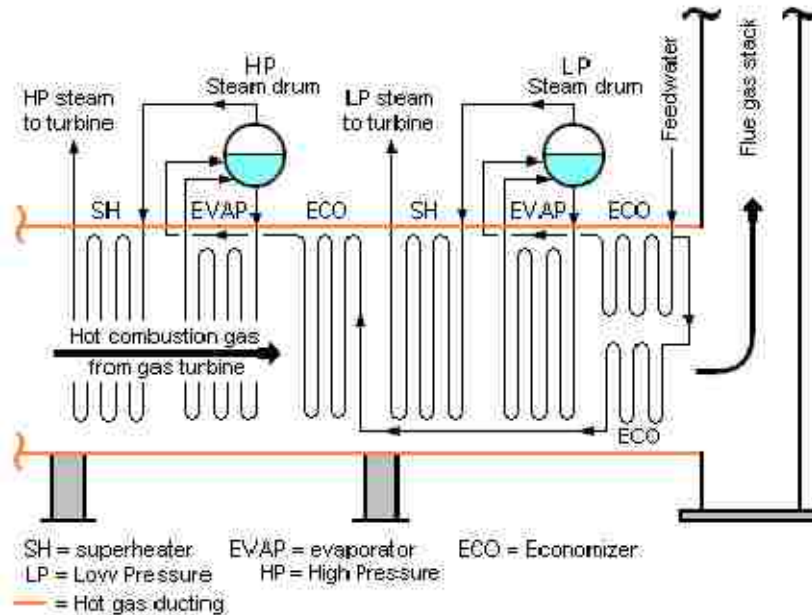 HP
Steam drum
HP steam
to turbine
LP steam
to turbine
LP
Steam drum
Feedwater
Flue gas stack
SH
EVAP
ECO
SH
EVAP
ECO
Hot combustion gas
from gas turbine
ECO
SH = superheater
EVAP = evaporator
ECO = Economizer
LP = Low Pressure
HP = High Pressure
= Hot gas ducting